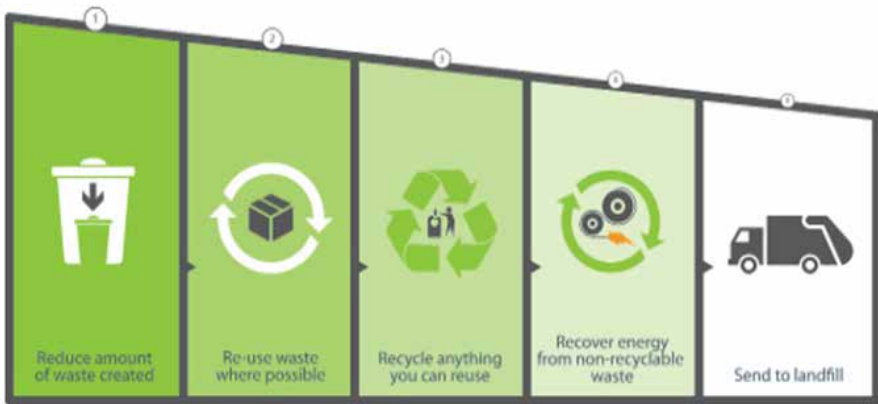 1
2
3
4
5
Reduce amount
of waste created
Re-use waste
where possible
Recycle anything
you can reuse
Recover energy
from non-recyclable
waste
Send to landfill